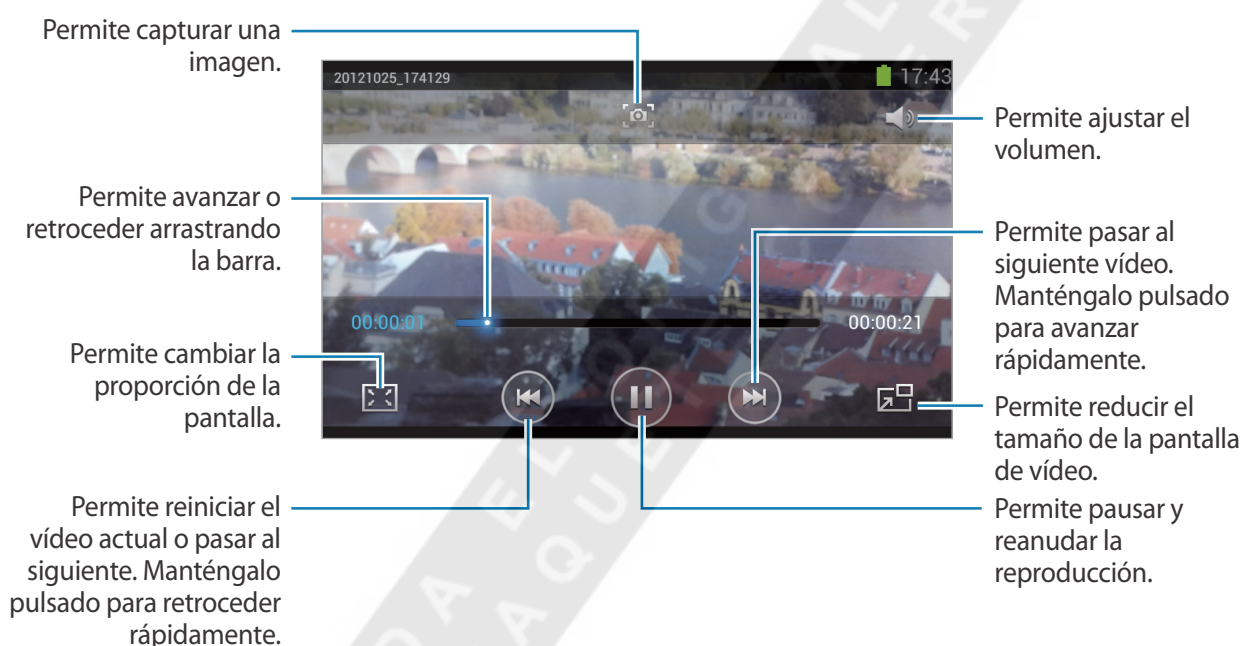 Permite capturar una
imagen.
20121025_174129
17:43
Permite ajustar el
volumen.
Permite avanzar o
retroceder arrastrando
la barra.
Permite pasar al
siguiente vídeo.
Manténgalo pulsado
para avanzar
rápidamente.
00:00:01
00:00:21
Permite cambiar la
proporción de la
pantalla.
Permite reducir el
tamaño de la pantalla
de vídeo.
Permite reiniciar el
vídeo actual o pasar al
siguiente. Manténgalo
pulsado para retroceder
rápidamente.
Permite pausar y
reanudar la
reproducción.